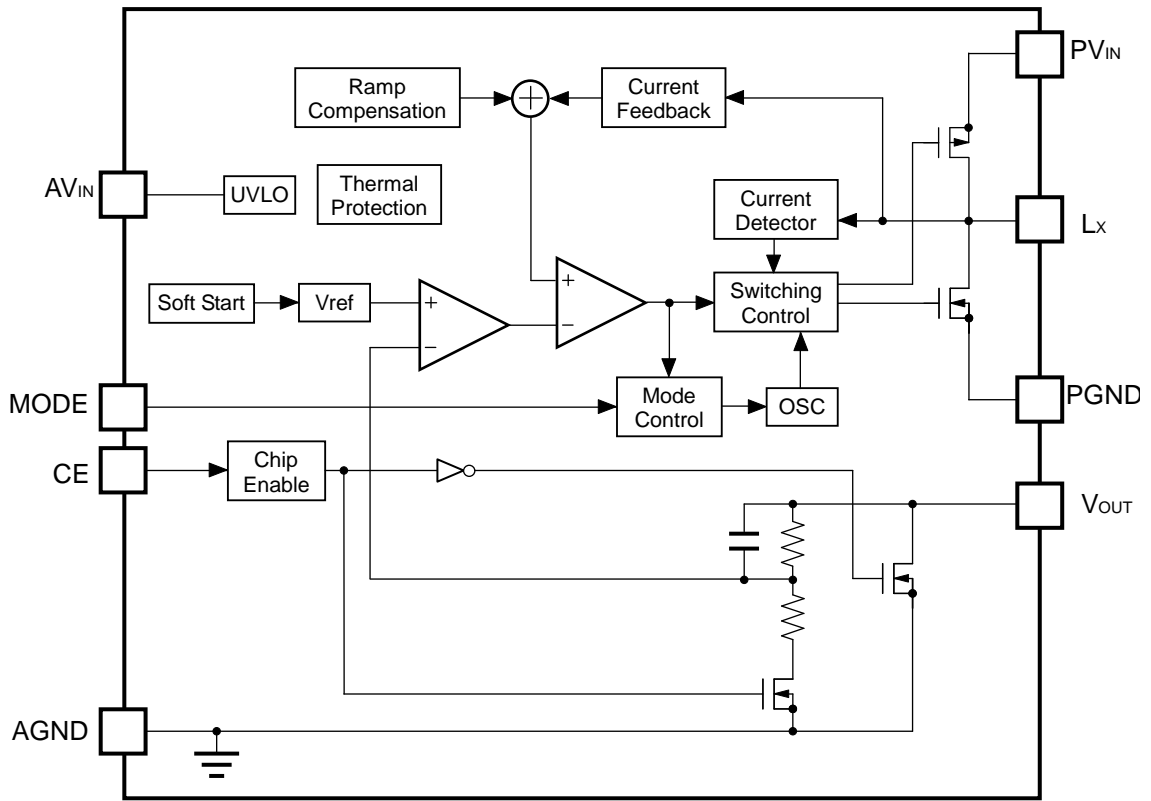 PVIN
Ramp
Compensation
+
Current
Feedback
AVIN
UVLO
Thermal
Protection
Current
Detector
LX
Soft Start
Vref
+
−
+
−
Switching
Control
MODE
Mode
Control
OSC
PGND
CE
Chip
Enable
VOUT
AGND